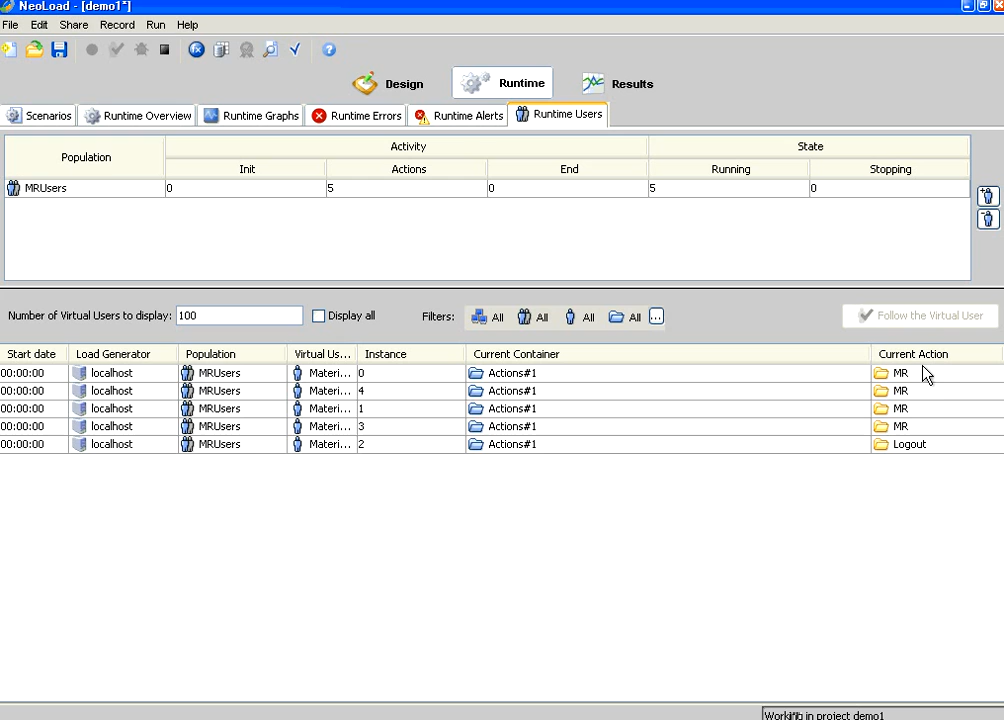 NeoLoad - [demo1*]
File Edit Share Record Run Help
Design Runtime Results
Scenarios Runtime Overview Runtime Graphs Runtime Errors Runtime Alerts Runtime Users
Population Activity State
Init Actions End Running Stopping
MRUsers 0 5 0 5 0
Number of Virtual Users to display: 100 Display all Filters: All All All All ... Follow the Virtual User
Start date Load Generator Population Virtual Us... Instance Current Container Current Action
00:00:00 localhost MRUsers Materi... 0 Actions#1 MR
00:00:00 localhost MRUsers Materi... 4 Actions#1 MR
00:00:00 localhost MRUsers Materi... 1 Actions#1 MR
00:00:00 localhost MRUsers Materi... 3 Actions#1 MR
00:00:00 localhost MRUsers Materi... 2 Actions#1 Logout
Working in project demo1